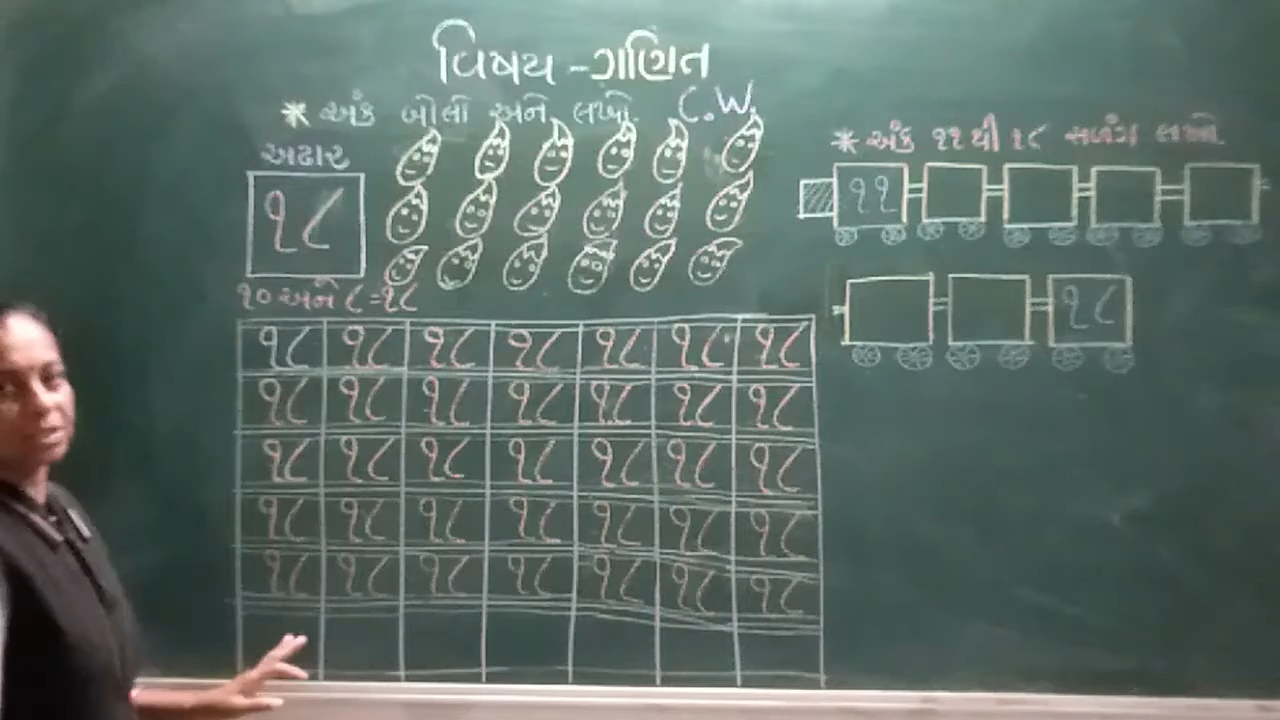 વિષય - ગણિત
* અંક બોલો અને લખો. C.W.
અઢાર
૧૮
૧૦ અને ૮ = ૧૮
૧૮ ૧૮ ૧૮ ૧૮ ૧૮ ૧૮ ૧૮
૧૮ ૧૮ ૧૮ ૧૮ ૧૮ ૧૮ ૧૮
૧૮ ૧૮ ૧૮ ૧૮ ૧૮ ૧૮ ૧૮
૧૮ ૧૮ ૧૮ ૧૮ ૧૮ ૧૮ ૧૮
૧૮ ૧૮ ૧૮ ૧૮ ૧૮ ૧૮ ૧૮
* અંક ૧૧ થી ૧૮ સળંગ લખો.
૧૧
૧૮